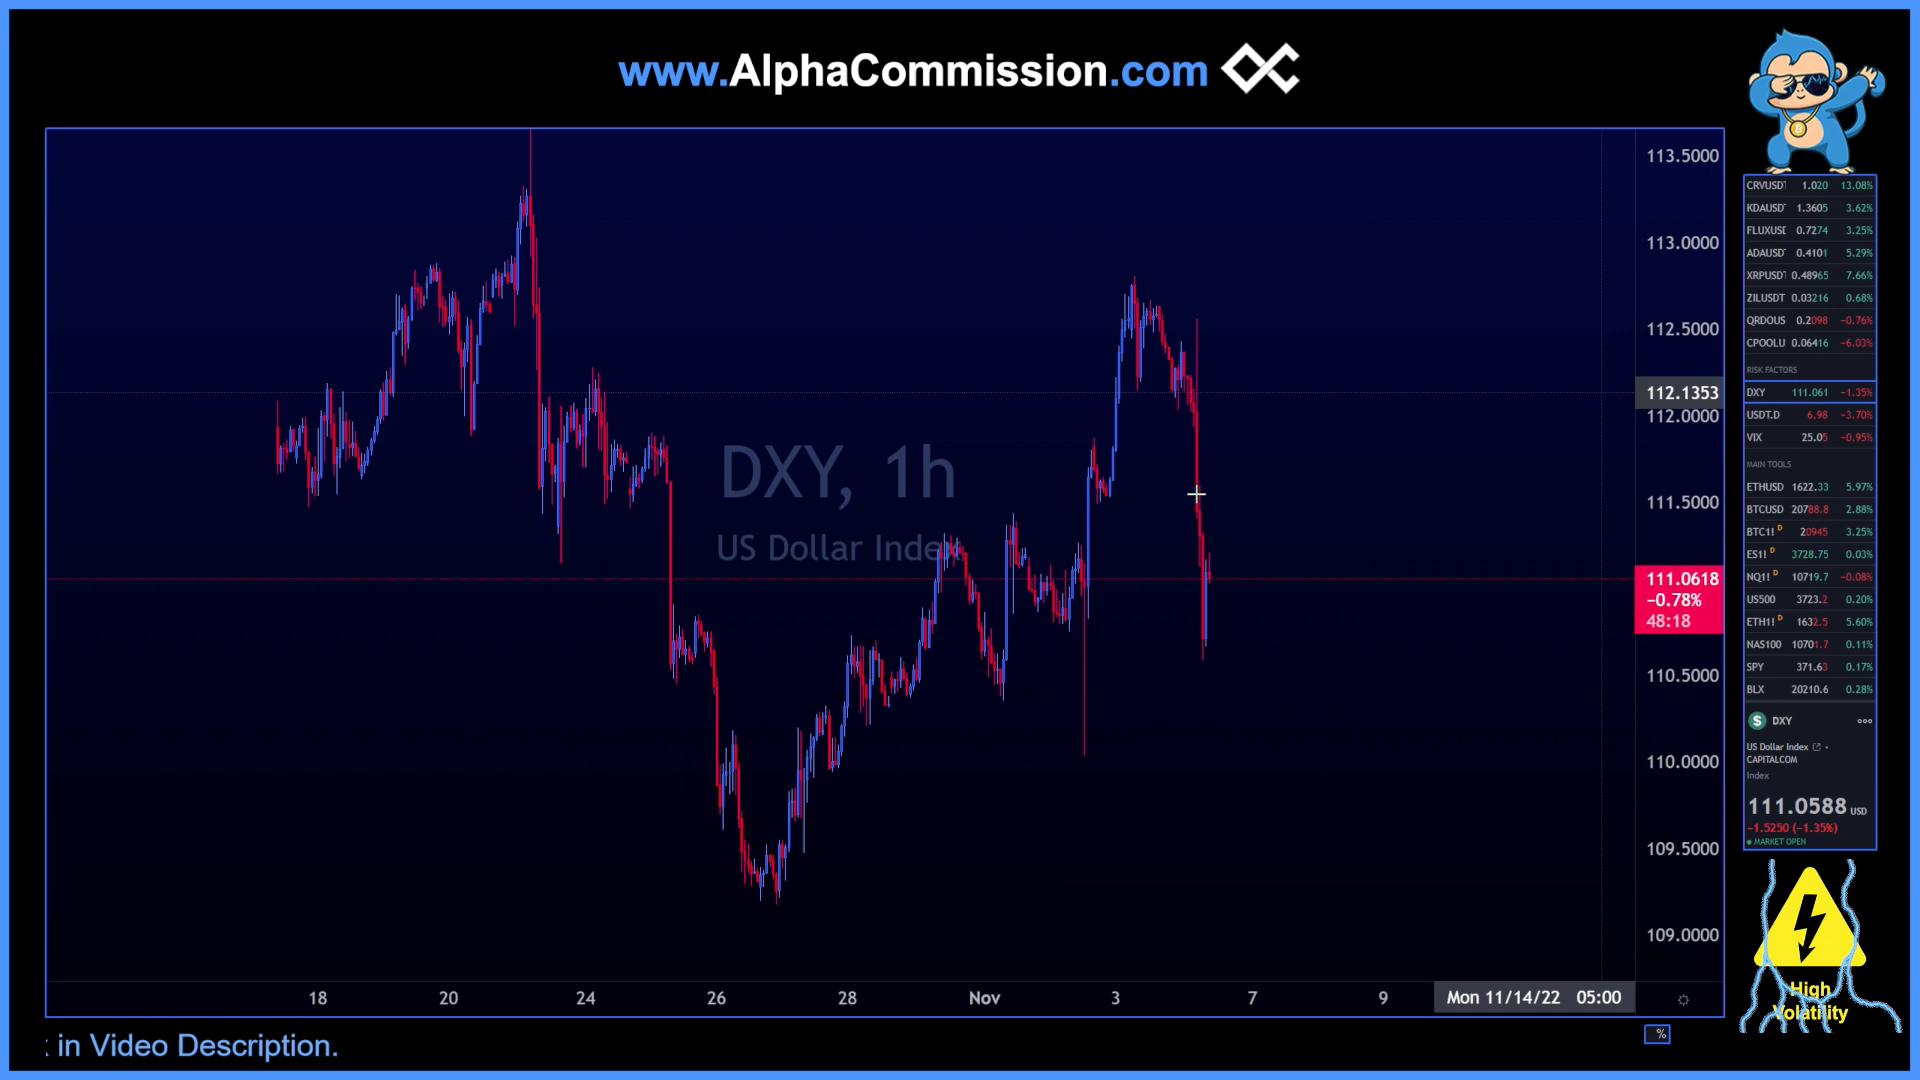 www.AlphaCommission.com
DXY, 1h
US Dollar Index
113.5000
113.0000
112.5000
112.1353
112.0000
111.5000
111.0618
−0.78%
48:18
110.5000
110.0000
109.5000
109.0000
18 20 24 26 28 Nov 3 7 9 Mon 11/14/22 05:00
CRVUSDT 1.020 13.08%
KDAUSDT 1.3605 3.62%
FLUXUSD 0.7274 3.25%
ADAUSDT 0.4101 5.29%
XRPUSDT 0.48965 7.66%
ZILUSDT 0.03216 0.68%
QRDOUS 0.2098 −0.76%
CPOOLU 0.06416 −6.03%
RISK FACTORS
DXY 111.061 −1.35%
USDT.D 6.98 −3.70%
VIX 25.05 −0.95%
MAIN TOOLS
ETHUSD 1622.33 5.97%
BTCUSD 20788.8 2.88%
BTC1! D 20945 3.25%
ES1! D 3728.75 0.03%
NQ1! D 10719.7 −0.08%
US500 3723.2 0.20%
ETH1! D 1632.5 5.60%
NAS100 10701.7 0.11%
SPY 371.63 0.17%
BLX 20210.6 0.28%
$ DXY
US Dollar Index
CAPITALCOM
Index
111.0588 USD
−1.5250 (−1.35%)
MARKET OPEN
High
Volatility
in Video Description.
%